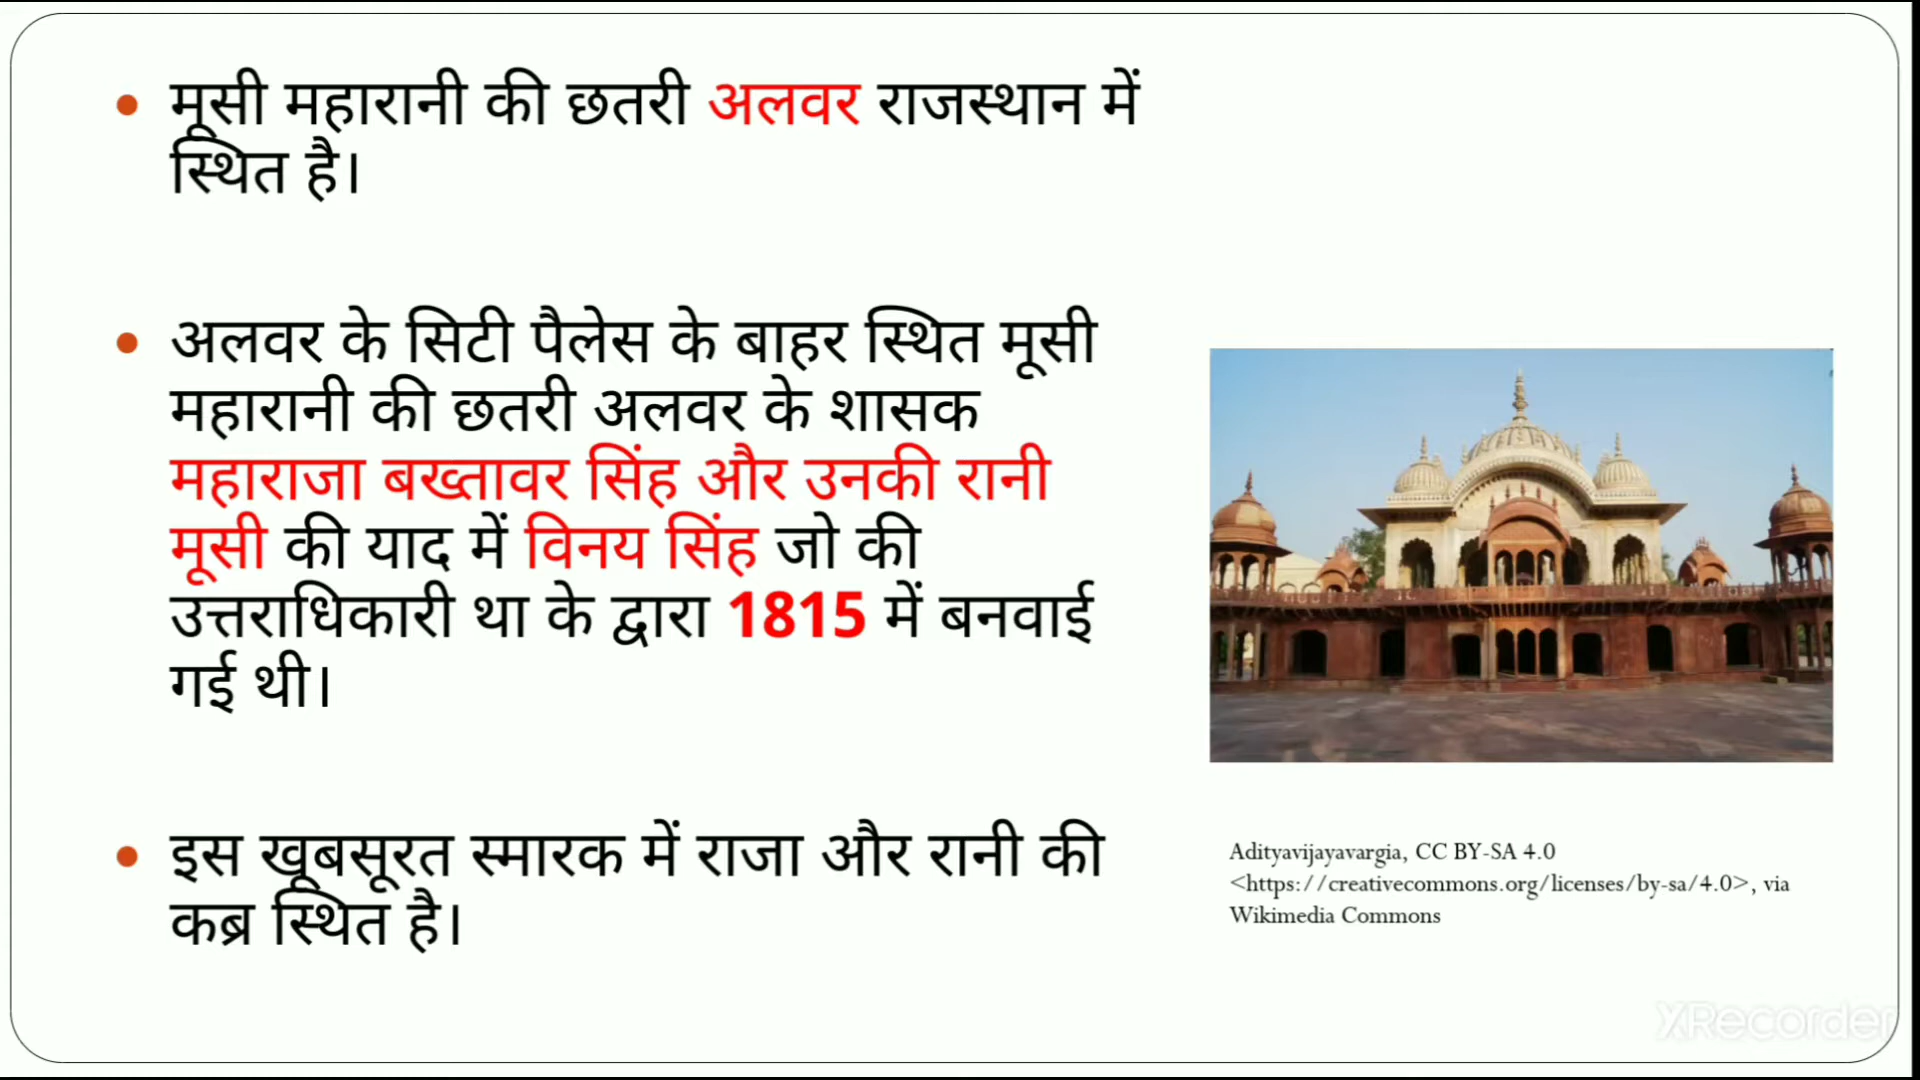 मूसी महारानी की छतरी अलवर राजस्थान में
स्थित है।
अलवर के सिटी पैलेस के बाहर स्थित मूसी
महारानी की छतरी अलवर के शासक
महाराजा बख्तावर सिंह और उनकी रानी
मूसी की याद में विनय सिंह जो की
उत्तराधिकारी था के द्वारा 1815 में बनवाई
गई थी।
इस खूबसूरत स्मारक में राजा और रानी की
कब्र स्थित है।
Adityavijayavargia, CC BY-SA 4.0
<https://creativecommons.org/licenses/by-sa/4.0>, via
Wikimedia Commons
XRecorder